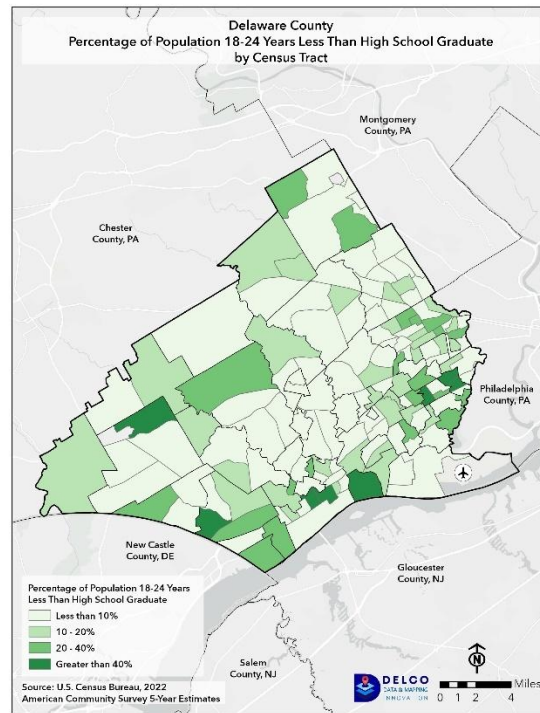 Delaware County
Percentage of Population 18-24 Years Less Than High School Graduate
by Census Tract
Montgomery
County, PA
Chester
County, PA
Philadelphia
County, PA
New Castle
County, DE
Gloucester
County, NJ
Salem
County, NJ
Percentage of Population 18-24 Years
Less Than High School Graduate
Less than 10%
10 - 20%
20 - 40%
Greater than 40%
Source: U.S. Census Bureau, 2022
American Community Survey 5-Year Estimates
DELCO
DATA & MAPPING
INNOVATION
N
Miles
0 1 2 4